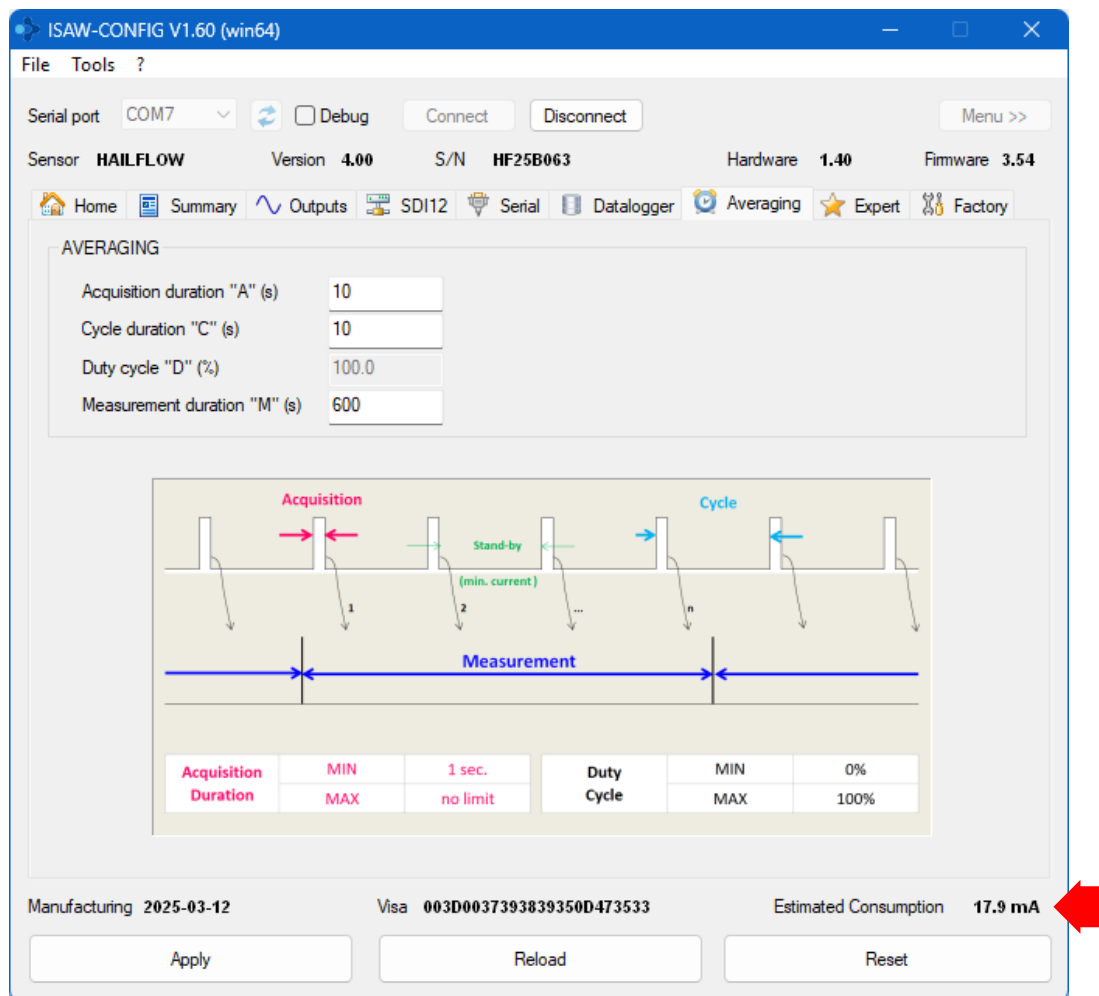 ISAW-CONFIG V1.60 (win64)
File Tools ?
Serial port COM7 Debug Connect Disconnect Menu >>
Sensor HAILFLOW Version 4.00 S/N HF25B063 Hardware 1.40 Firmware 3.54
Home Summary Outputs SDI12 Serial Datalogger Averaging Expert Factory
AVERAGING
Acquisition duration "A" (s) 10
Cycle duration "C" (s) 10
Duty cycle "D" (%) 100.0
Measurement duration "M" (s) 600
Acquisition Cycle
Stand-by
(min. current)
1 2 ... n
Measurement
Acquisition Duration MIN 1 sec. Duty Cycle MIN 0%
MAX no limit MAX 100%
Manufacturing 2025-03-12 Visa 003D0037393839350D473533 Estimated Consumption 17.9 mA
Apply Reload Reset